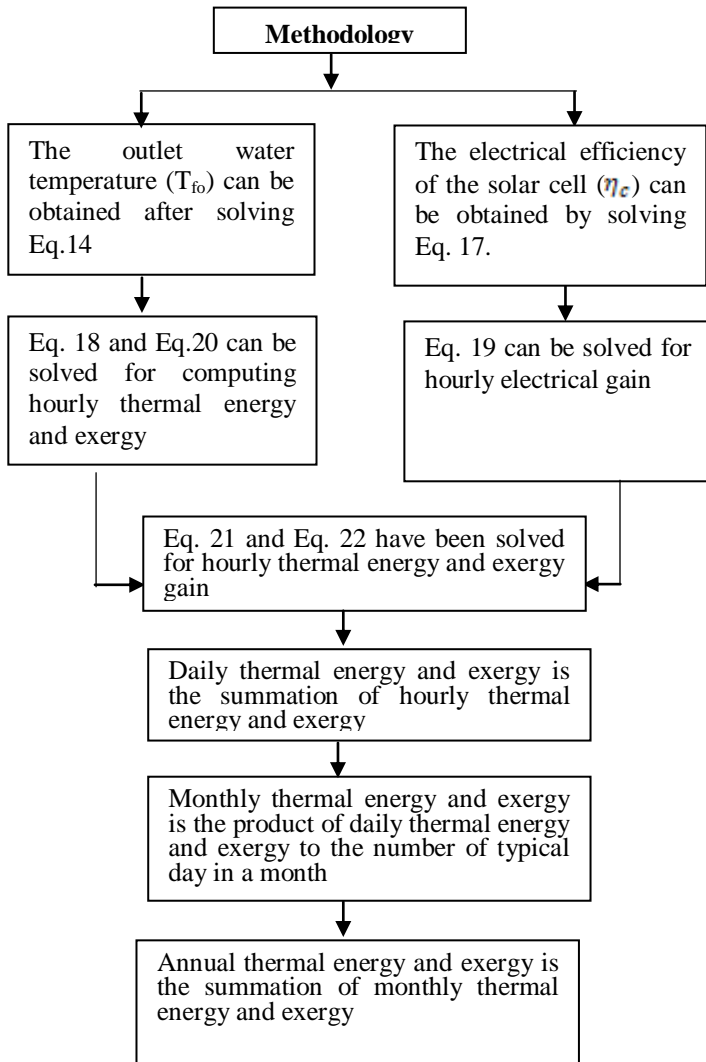 Methodology
The outlet water
temperature (T_fo) can be
obtained after solving
Eq.14
The electrical efficiency
of the solar cell (η_c) can
be obtained by solving
Eq. 17.
Eq. 18 and Eq.20 can be
solved for computing
hourly thermal energy
and exergy
Eq. 19 can be solved for
hourly electrical gain
Eq. 21 and Eq. 22 have been solved
for hourly thermal energy and exergy
gain
Daily thermal energy and exergy is
the summation of hourly thermal
energy and exergy
Monthly thermal energy and exergy
is the product of daily thermal energy
and exergy to the number of typical
day in a month
Annual thermal energy and exergy is
the summation of monthly thermal
energy and exergy